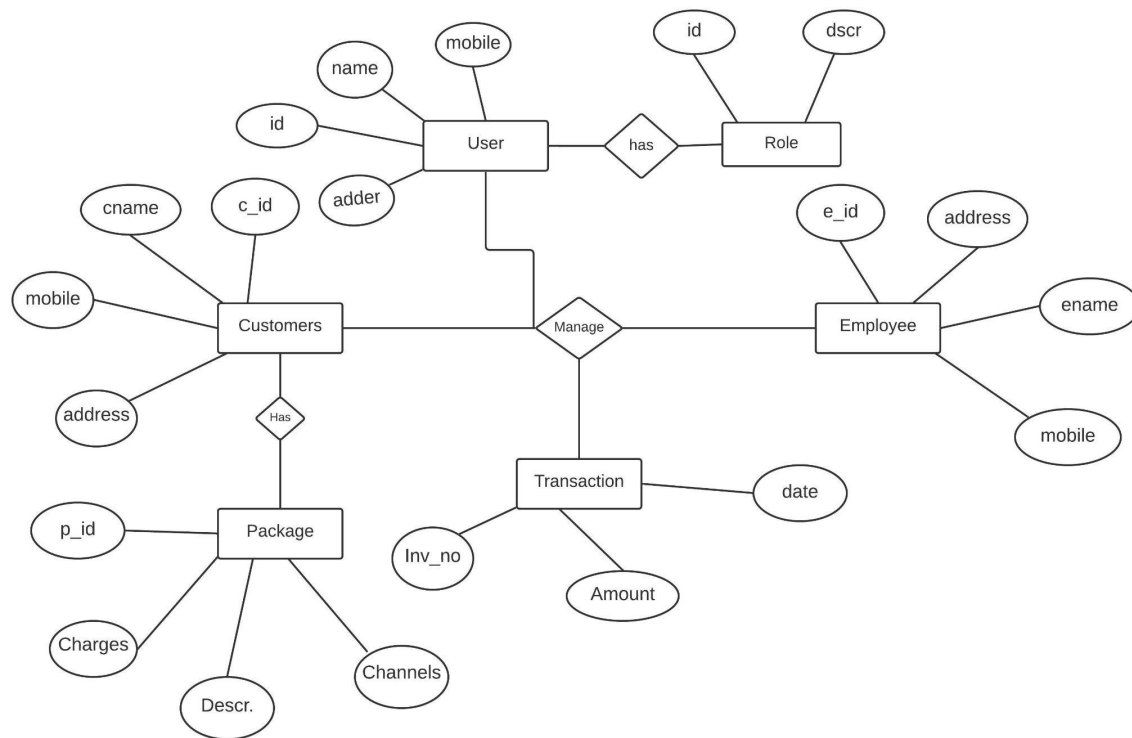 mobile
id
dscr
name
id
User
has
Role
adder
cname
c_id
e_id
address
mobile
Customers
Manage
Employee
ename
address
Has
mobile
Transaction
date
p_id
Package
Inv_no
Amount
Charges
Channels
Descr.